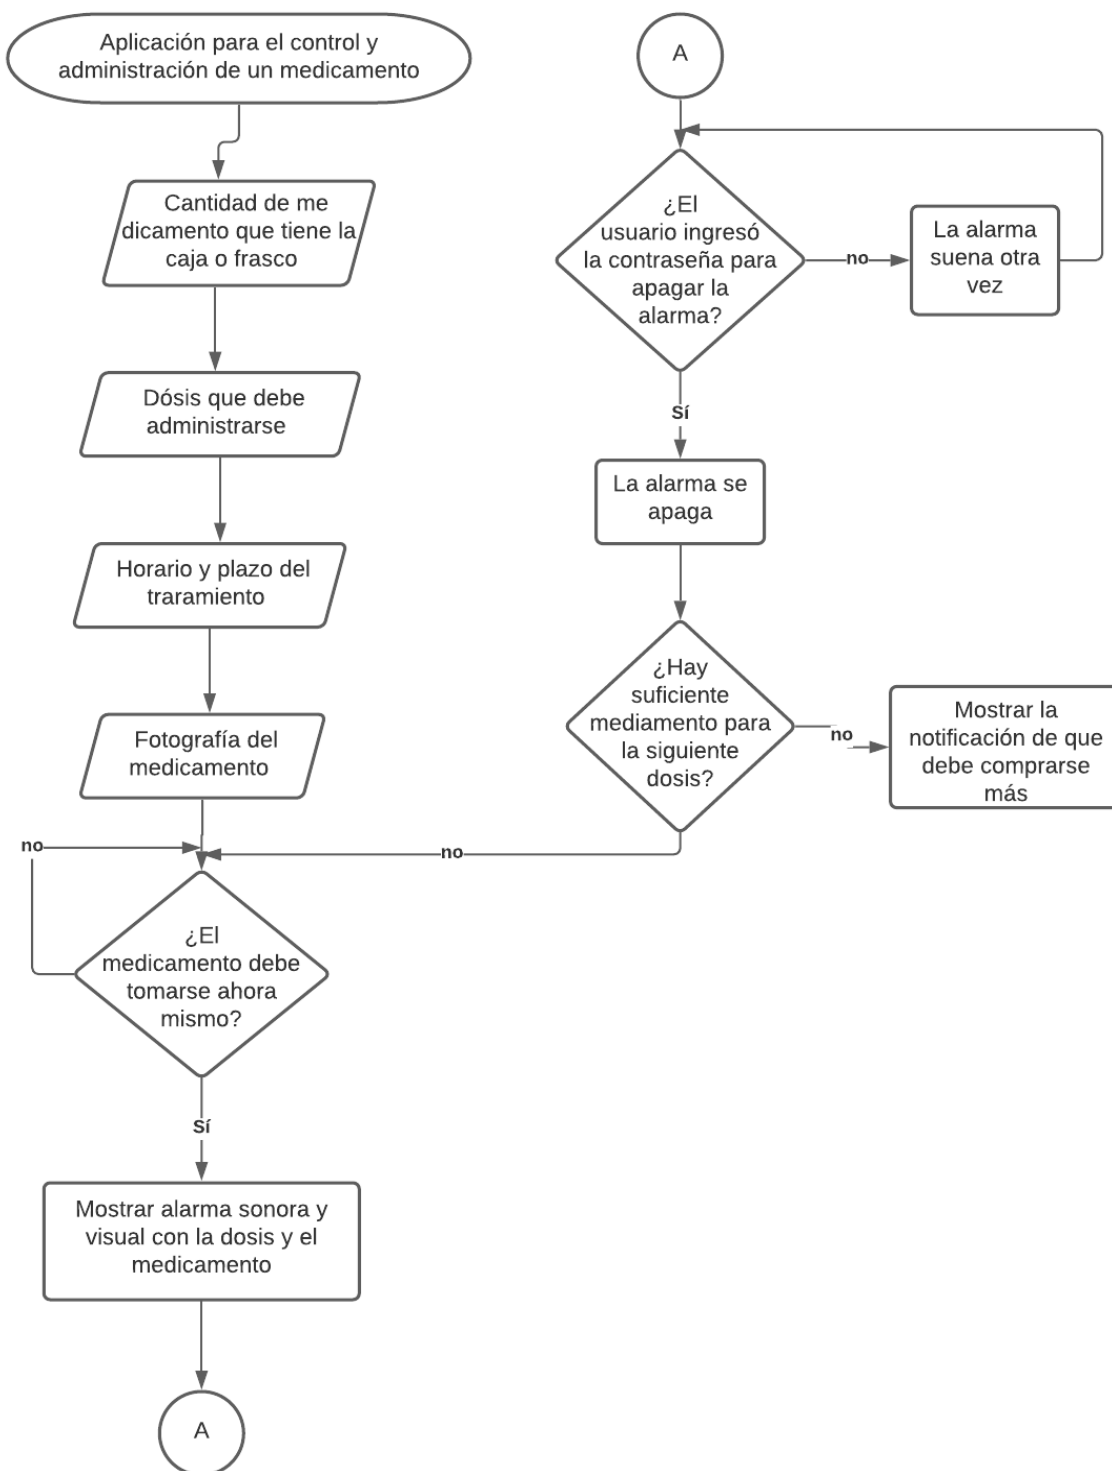 Aplicación para el control y
administración de un medicamento
Cantidad de me
dicamento que tiene la
caja o frasco
Dósis que debe
administrarse
Horario y plazo del
traramiento
Fotografía del
medicamento
no
¿El
medicamento debe
tomarse ahora
mismo?
Sí
Mostrar alarma sonora y
visual con la dosis y el
medicamento
A
A
¿El
usuario ingresó
la contraseña para
apagar la
alarma?
no
La alarma
suena otra
vez
Sí
La alarma se
apaga
¿Hay
suficiente
mediamento para
la siguiente
dosis?
no
Mostrar la
notificación de que
debe comprarse
más
no